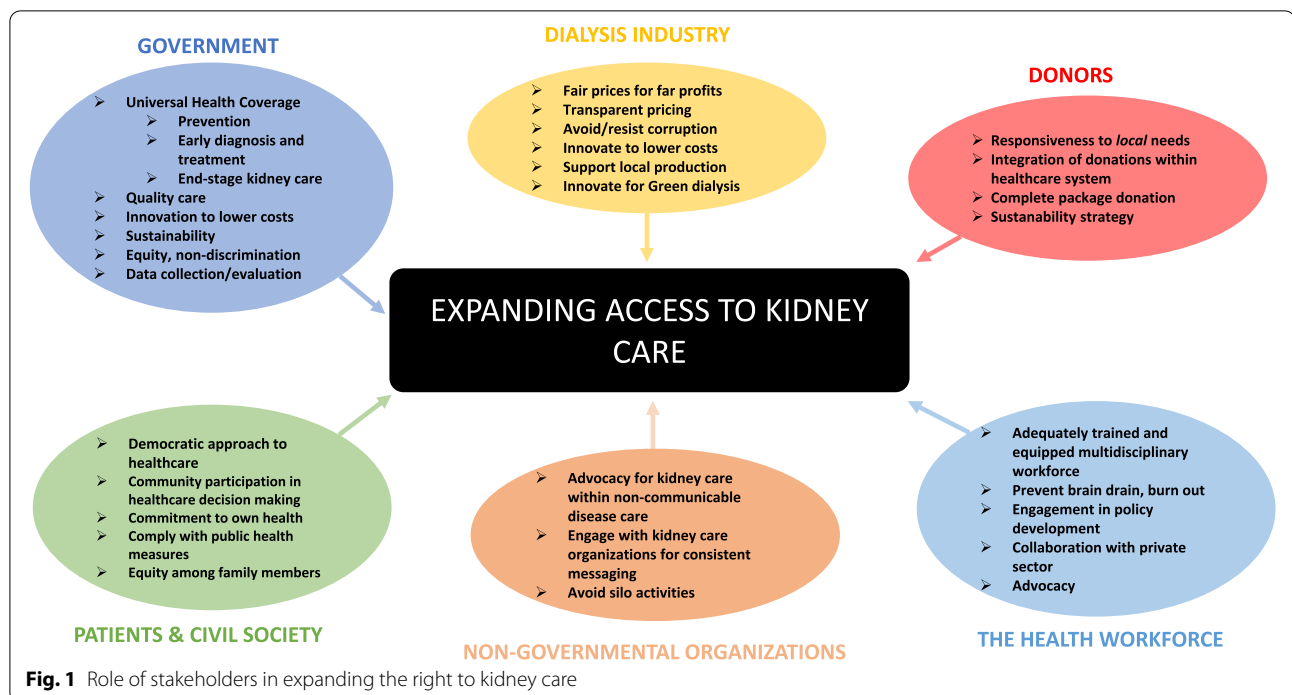 GOVERNMENT
➢ Universal Health Coverage
➢ Prevention
➢ Early diagnosis and
treatment
➢ End-stage kidney care
➢ Quality care
➢ Innovation to lower costs
➢ Sustainability
➢ Equity, non-discrimination
➢ Data collection/evaluation
DIALYSIS INDUSTRY
➢ Fair prices for far profits
➢ Transparent pricing
➢ Avoid/resist corruption
➢ Innovate to lower costs
➢ Support local production
➢ Innovate for Green dialysis
DONORS
➢ Responsiveness to local needs
➢ Integration of donations within
healthcare system
➢ Complete package donation
➢ Sustanability strategy
EXPANDING ACCESS TO KIDNEY
CARE
➢ Democratic approach to
healthcare
➢ Community participation in
healthcare decision making
➢ Commitment to own health
➢ Comply with public health
measures
➢ Equity among family members
PATIENTS & CIVIL SOCIETY
➢ Advocacy for kidney care
within non-communicable
disease care
➢ Engage with kidney care
organizations for consistent
messaging
➢ Avoid silo activities
NON-GOVERNMENTAL ORGANIZATIONS
➢ Adequately trained and
equipped multidisciplinary
workforce
➢ Prevent brain drain, burn out
➢ Engagement in policy
development
➢ Collaboration with private
sector
➢ Advocacy
THE HEALTH WORKFORCE
Fig. 1 Role of stakeholders in expanding the right to kidney care